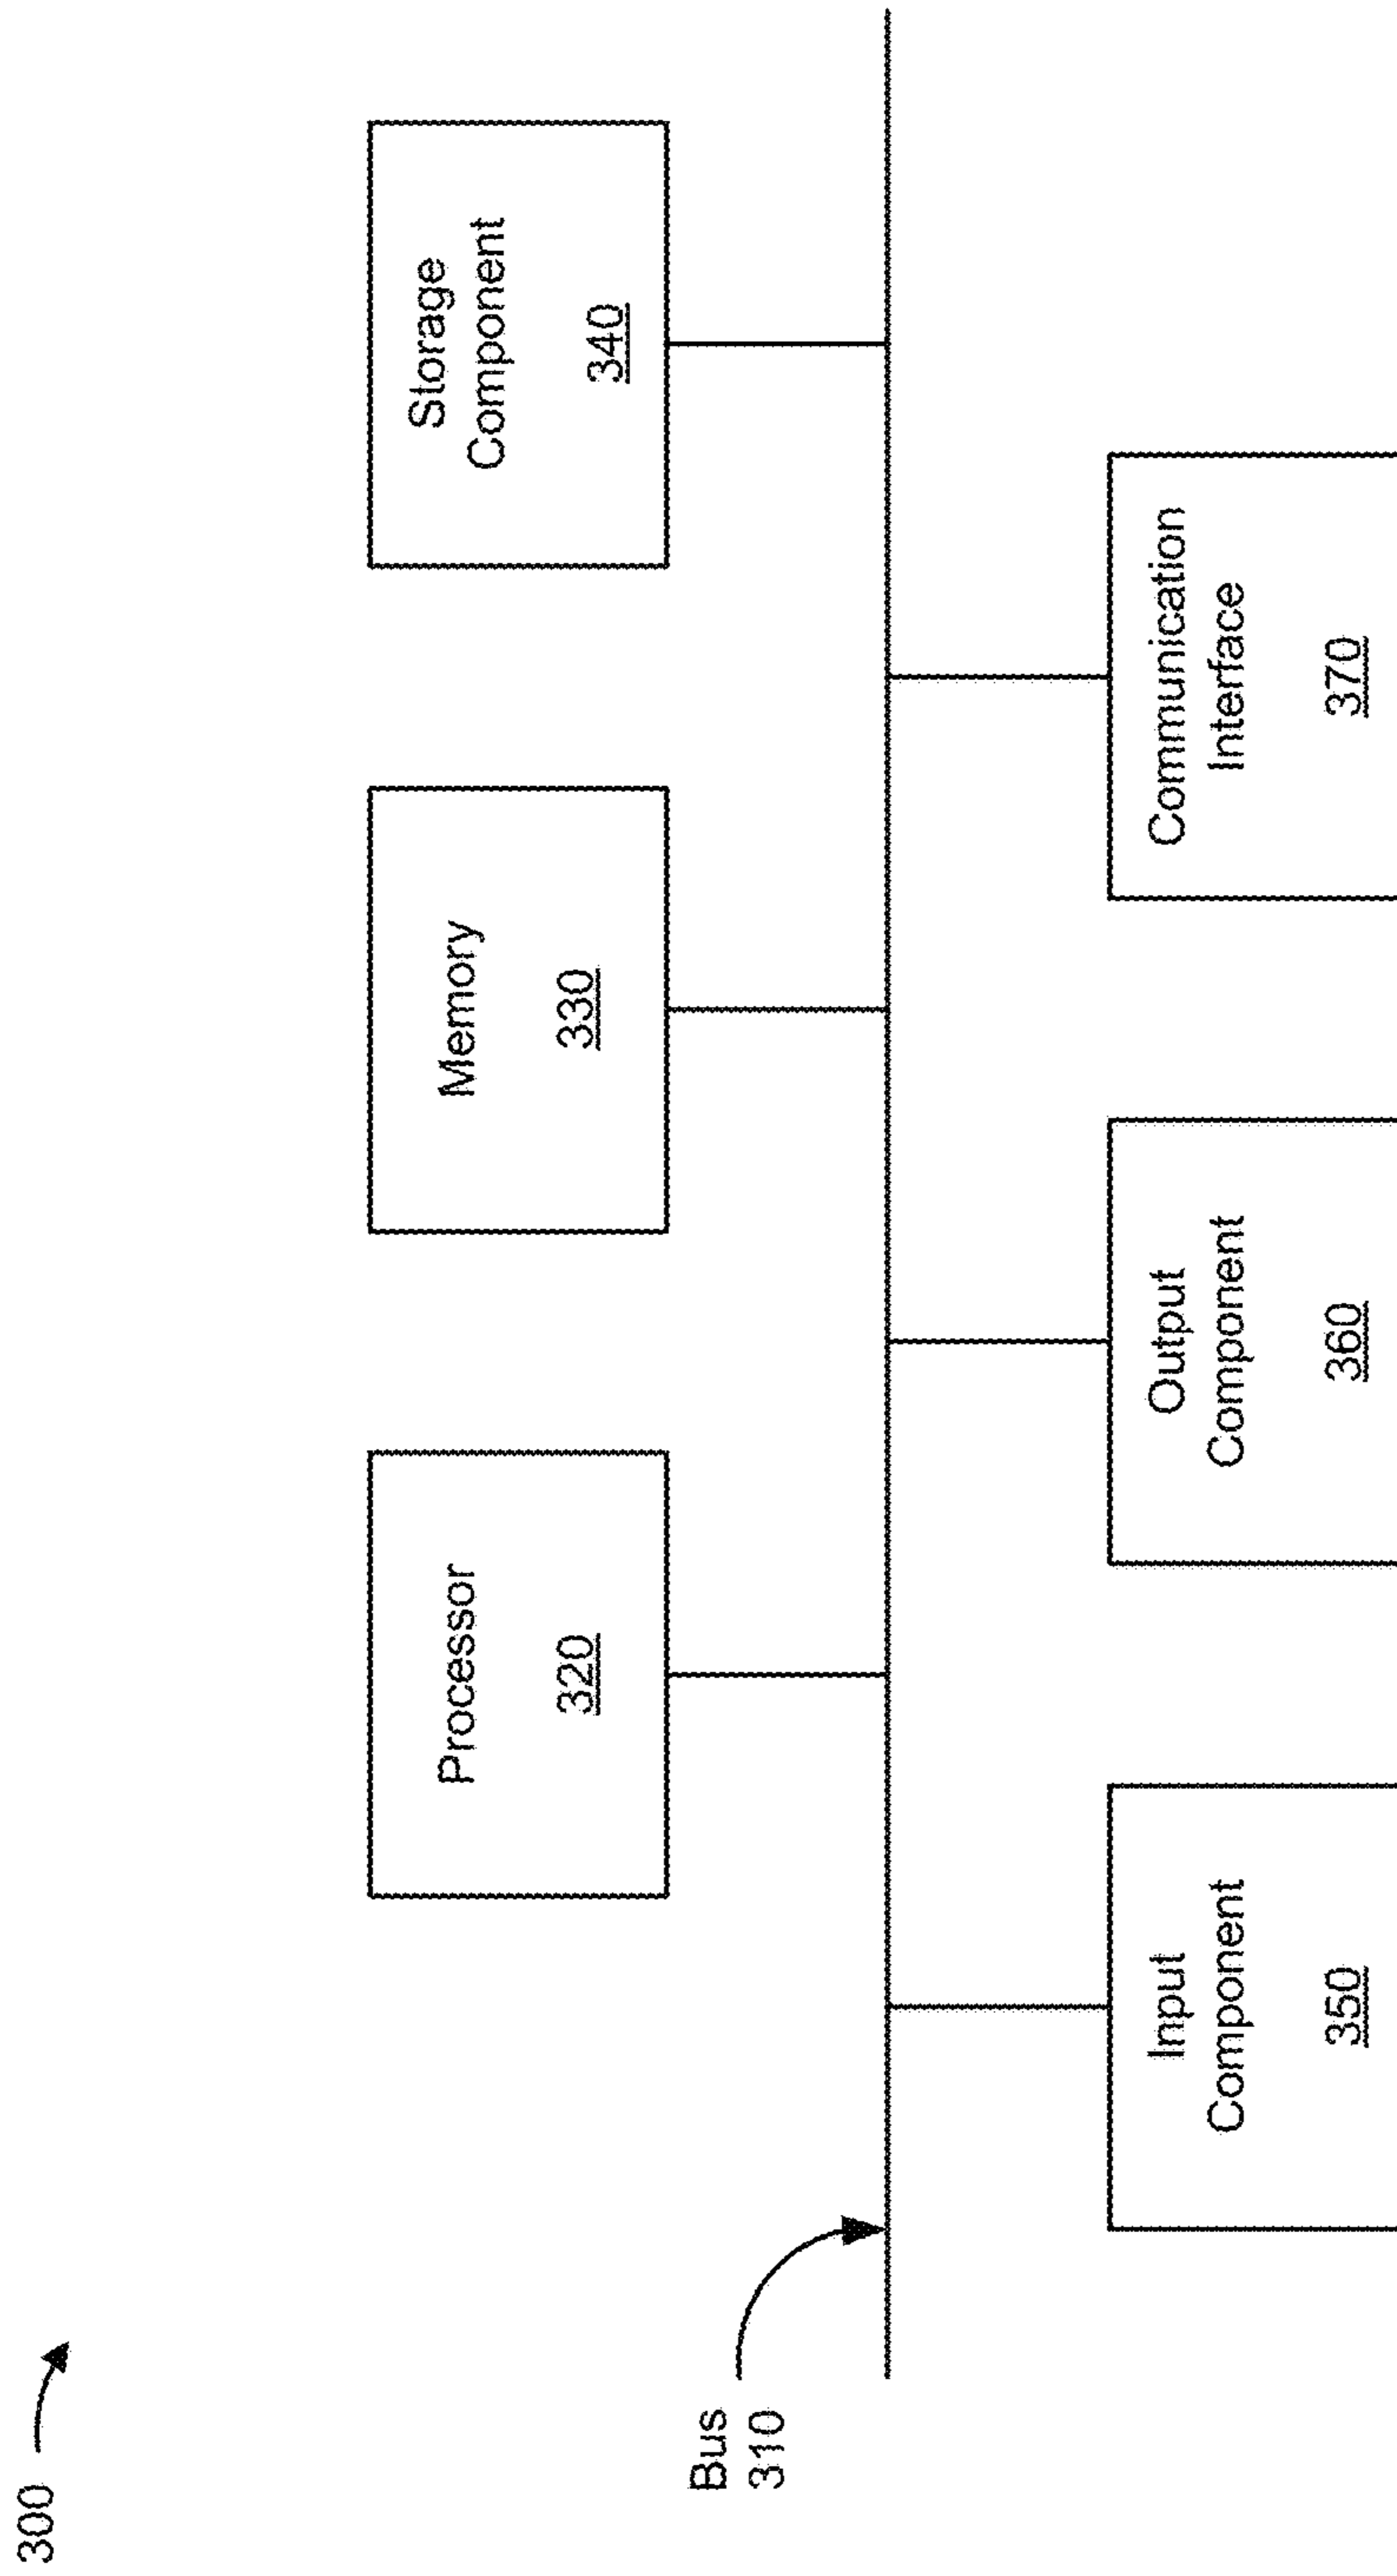 300
Processor
320
Memory
330
Storage
Component
340
Bus
310
Input
Component
350
Output
Component
360
Communication
Interface
370